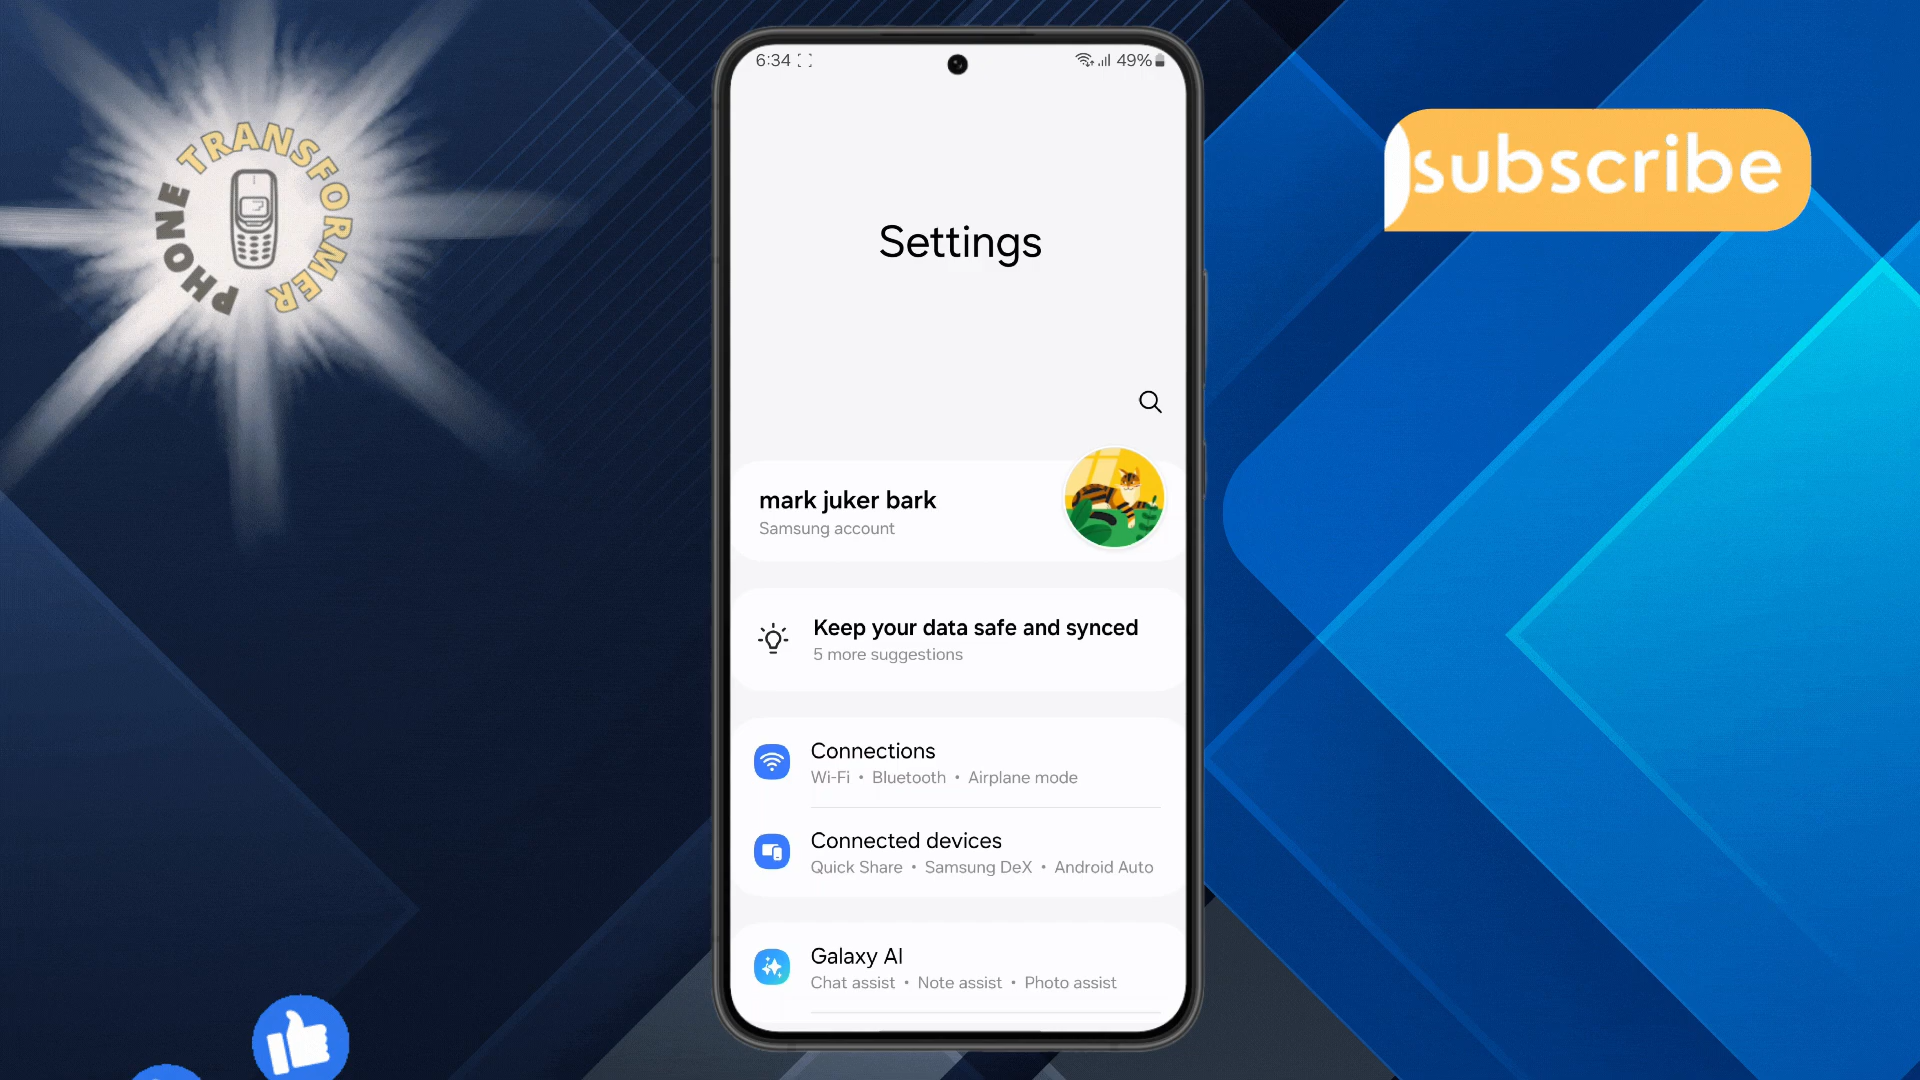 PHONE TRANSFORMER
subscribe
6:34
49%
Settings
mark juker bark
Samsung account
Keep your data safe and synced
5 more suggestions
Connections
Wi-Fi • Bluetooth • Airplane mode
Connected devices
Quick Share • Samsung DeX • Android Auto
Galaxy AI
Chat assist • Note assist • Photo assist